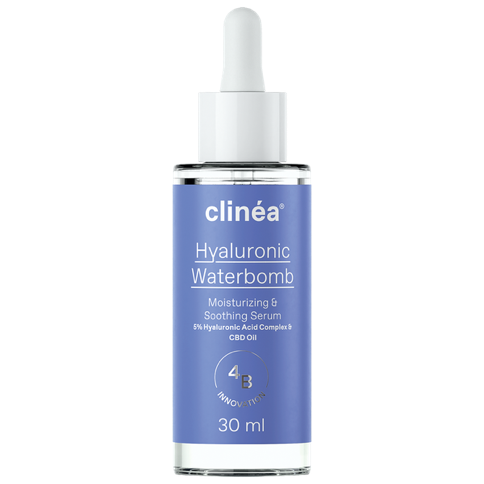 clinéa®
Hyaluronic
Waterbomb
Moisturizing &
Soothing Serum
5% Hyaluronic Acid Complex &
CBD Oil
4B
INNOVATION
30 ml